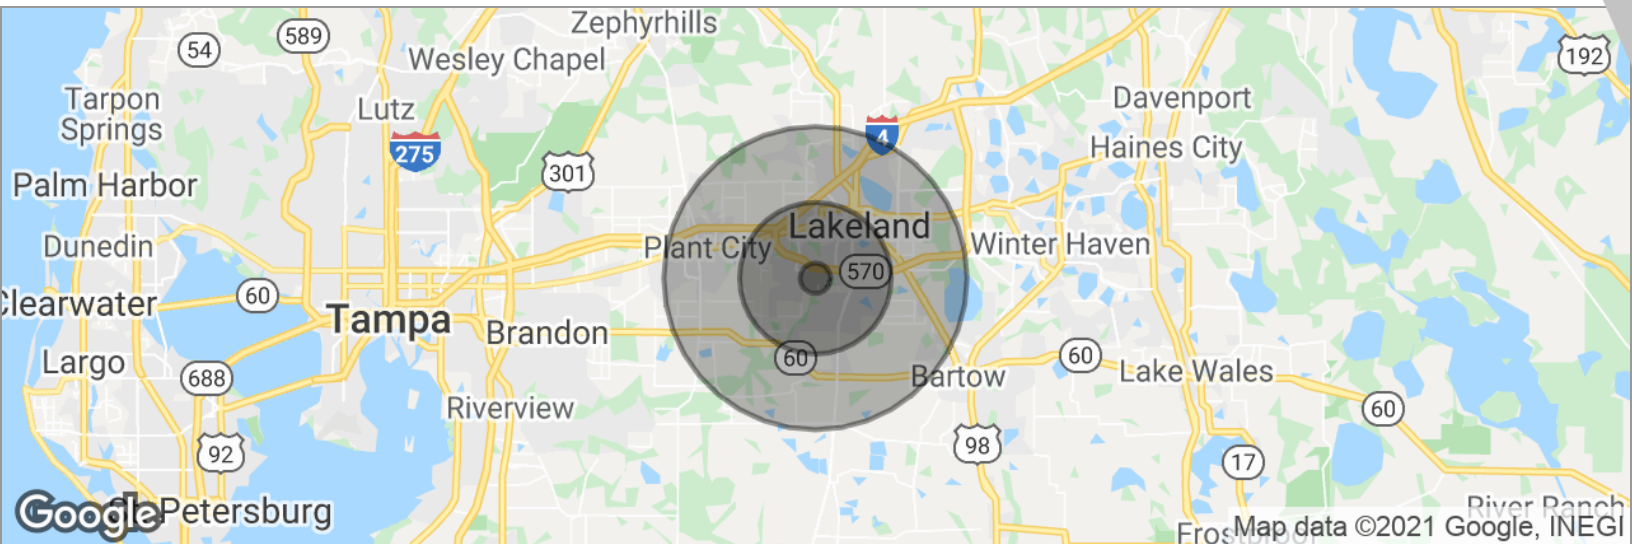 Zephyrhills
589
54
192
Wesley Chapel
Tarpon
Springs
Lutz
Davenport
4
275
Haines City
301
Palm Harbor
Lakeland
Dunedin
Plant City
Winter Haven
570
60
Clearwater
Tampa
Brandon
60
60
Largo
Lake Wales
688
Bartow
60
Riverview
92
98
17
Google
Petersburg
River Ranch
Map data ©2021 Google, INEGI